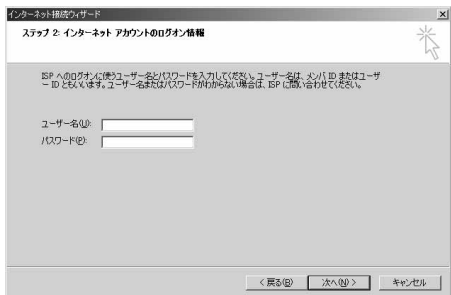 インターネット接続ウィザード
ステップ 2: インターネット アカウントのログオン情報
ISP へのログオンに使うユーザー名とパスワードを入力してください。ユーザー名は、メンバ ID またはユーザ
ー ID ともいいます。ユーザー名またはパスワードがわからない場合は、ISP に問い合わせてください。
ユーザー名(U):
パスワード(P):
< 戻る(B)
次へ(N) >
キャンセル